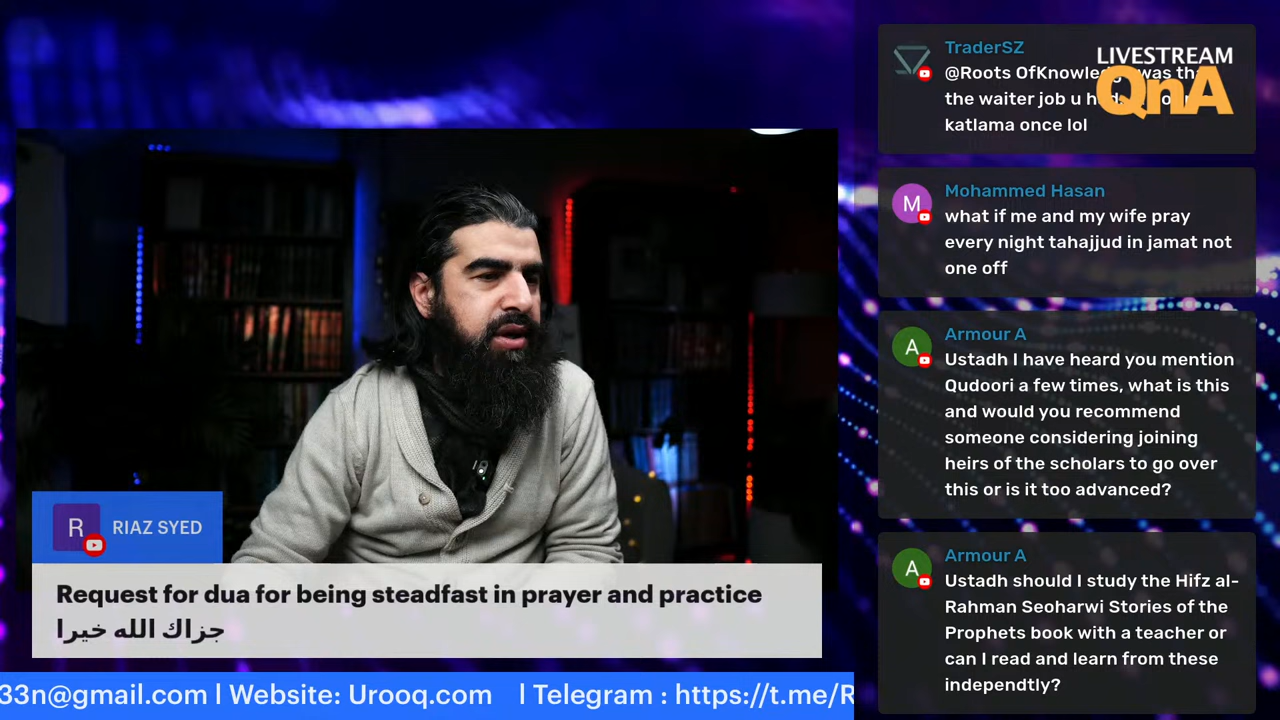 TraderSZ
@Roots OfKnowledge was that
the waiter job u had
katlama once lol
LIVESTREAM
QnA
Mohammed Hasan
M
what if me and my wife pray
every night tahajjud in jamat not
one off
Armour A
A
Ustadh I have heard you mention
Qudoori a few times, what is this
and would you recommend
someone considering joining
heirs of the scholars to go over
this or is it too advanced?
Armour A
A
Ustadh should I study the Hifz al-
Rahman Seoharwi Stories of the
Prophets book with a teacher or
can I read and learn from these
independtly?
R
RIAZ SYED
Request for dua for being steadfast in prayer and practice
جزاك الله خيرا
33n@gmail.com | Website: Urooq.com | Telegram : https://t.me/R